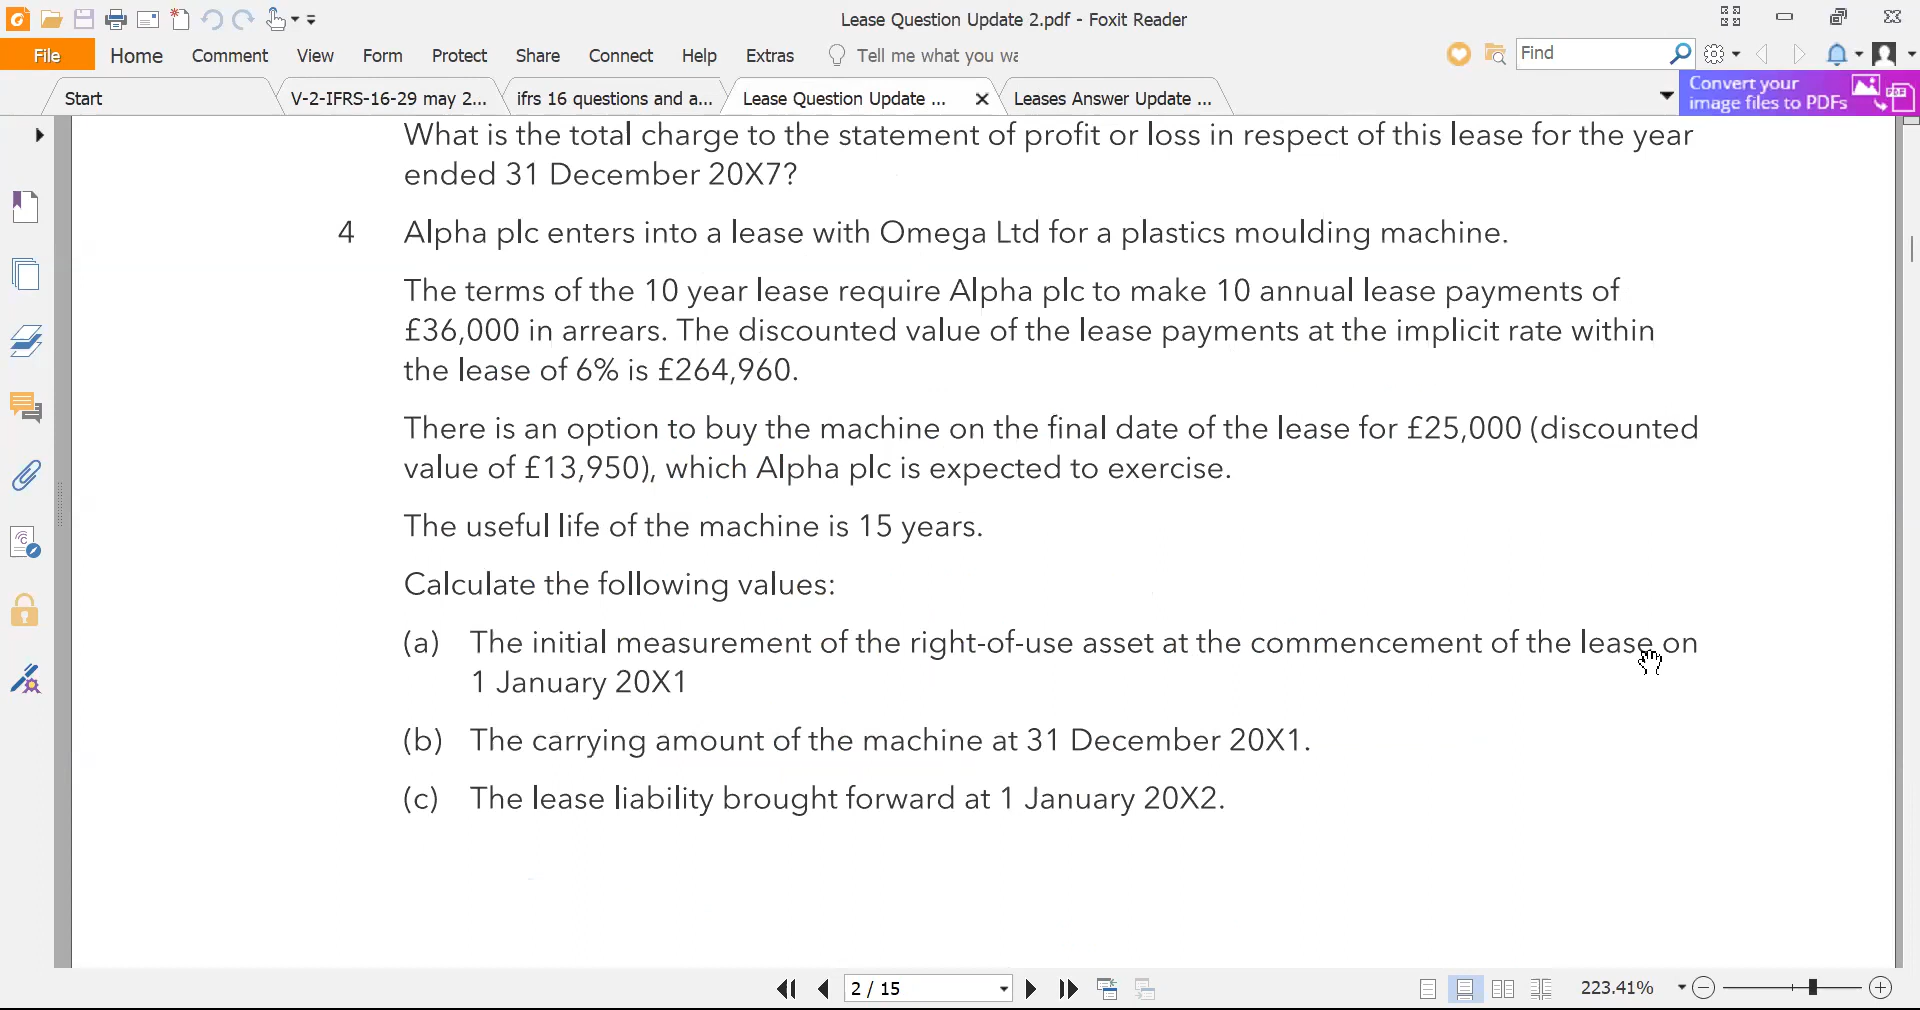 Lease Question Update 2.pdf - Foxit Reader
File Home Comment View Form Protect Share Connect Help Extras Tell me what you wa Find
Start V-2-IFRS-16-29 may 2... ifrs 16 questions and a... Lease Question Update ... Leases Answer Update ... Convert your
image files to PDFs
What is the total charge to the statement of profit or loss in respect of this lease for the year
ended 31 December 20X7?
4 Alpha plc enters into a lease with Omega Ltd for a plastics moulding machine.
The terms of the 10 year lease require Alpha plc to make 10 annual lease payments of
£36,000 in arrears. The discounted value of the lease payments at the implicit rate within
the lease of 6% is £264,960.
There is an option to buy the machine on the final date of the lease for £25,000 (discounted
value of £13,950), which Alpha plc is expected to exercise.
The useful life of the machine is 15 years.
Calculate the following values:
(a) The initial measurement of the right-of-use asset at the commencement of the lease on
1 January 20X1
(b) The carrying amount of the machine at 31 December 20X1.
(c) The lease liability brought forward at 1 January 20X2.
2 / 15 223.41%